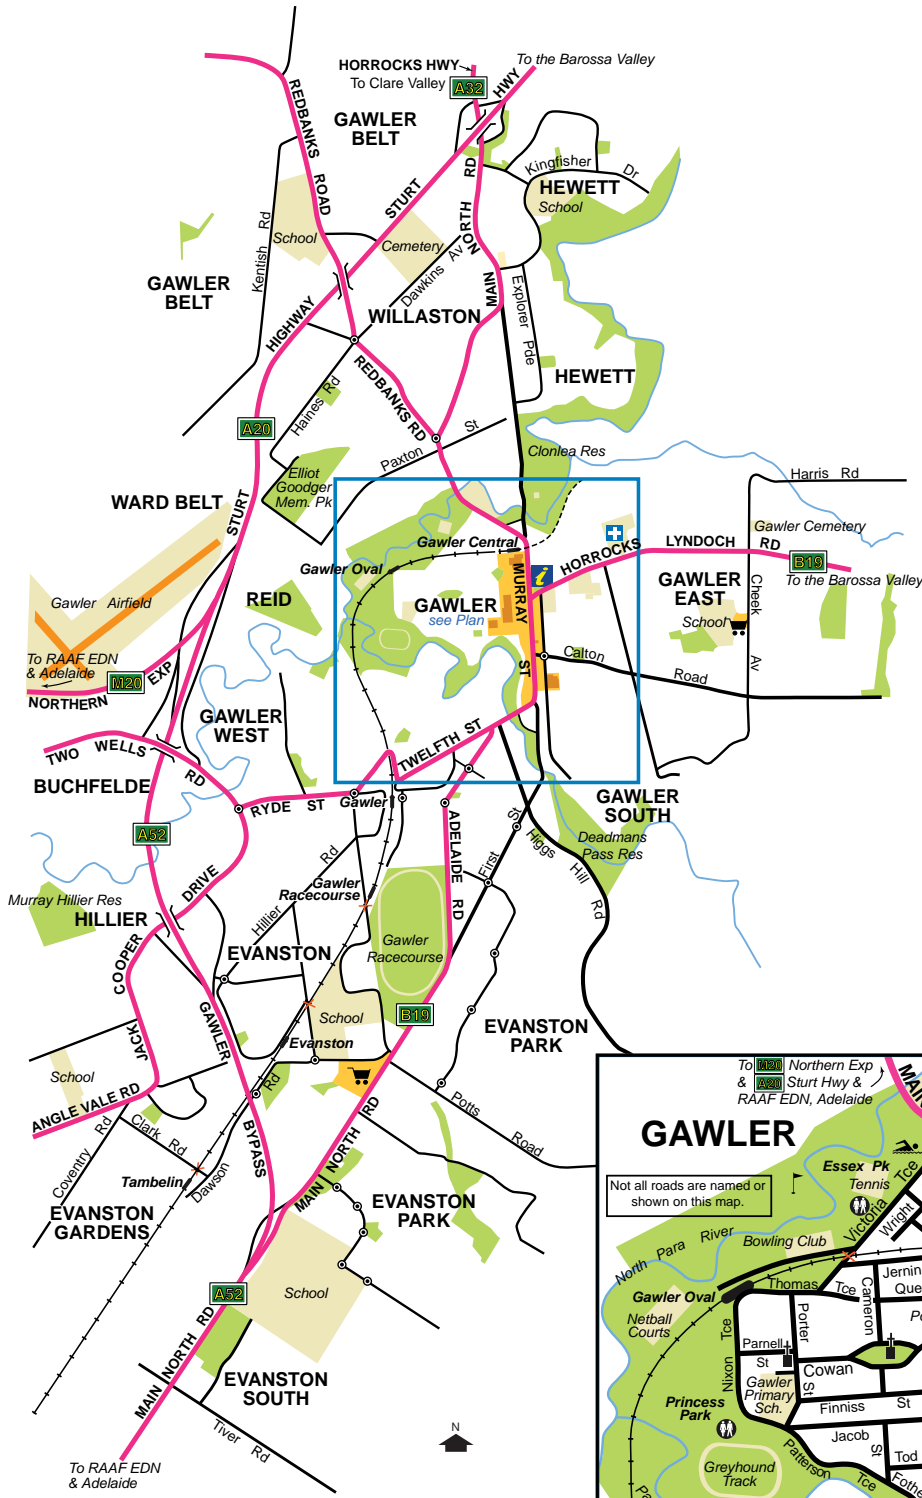 HORROCKS HWY
To Clare Valley
A32
HWY
To the Barossa Valley
REDBANKS ROAD
GAWLER
BELT
Kingfisher Dr
HEWETT
School
STURT
MAIN NORTH RD
Kentish Rd
School
Cemetery
Dawkins Av
GAWLER
BELT
HIGHWAY
WILLASTON
Explorer Pde
HEWETT
REDBANKS RD
Haines Rd
A20
Paxton St
Clonlea Res
Elliot
Goodger
Mem. Pk
Harris Rd
WARD BELT
STURT
Gawler Cemetery
Gawler Central
HORROCKS
LYNDOCH RD
B19
To the Barossa Valley
Gawler Oval
MURRAY ST
i
Gawler Airfield
REID
GAWLER
see Plan
GAWLER
EAST
School
Cheek Av
To RAAF EDN
& Adelaide
M20
NORTHERN EXP
Calton Road
GAWLER
WEST
TWO WELLS RD
TWELFTH ST
BUCHFELDE
RYDE ST
Gawler
GAWLER
SOUTH
A52
ADELAIDE RD
First St
Higgs Hill Rd
Deadmans
Pass Res
Murray Hillier Res
HILLIER
JACK COOPER DRIVE
Hillier Rd
Gawler
Racecourse
EVANSTON
Gawler
Racecourse
GAWLER BYPASS
School
B19
EVANSTON
PARK
Evanston
School
Rd
ANGLE VALE RD
Potts Road
Coventry Rd
Clark Rd
Dawson
Tambelin
MAIN NORTH RD
EVANSTON
GARDENS
EVANSTON
PARK
A52
School
MAIN NORTH RD
EVANSTON
SOUTH
Tiver Rd
To RAAF EDN
& Adelaide
N
To M20 Northern Exp
& A20 Sturt Hwy &
RAAF EDN, Adelaide
MAIN
GAWLER
Not all roads are named or
shown on this map.
Essex Pk
Tennis
Victoria Tce
Wright
North Para River
Bowling Club
Gawler Oval
Thomas Tce
Cameron
Jernin
Que
Netball
Courts
Nixon Tce
Porter St
Parnell
St
Po
Cowan
Gawler
Primary
Sch.
Finniss St
Princess
Park
Jacob
St
Tod
Patterson Tce
Fothe
Greyhound
Track
Pa